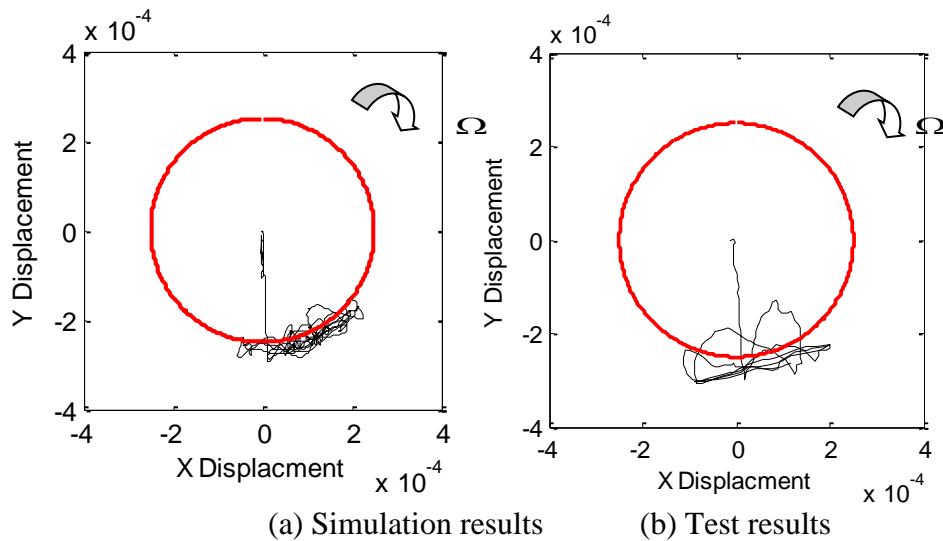 x 10-4
4
2
0
-2
-4
-4 -2 0 2 4
Y Displacement
X Displacment
x 10-4
Ω
x 10-4
4
2
0
-2
-4
-4 -2 0 2 4
Y Displacement
X Displacment
x 10-4
Ω
(a) Simulation results
(b) Test results